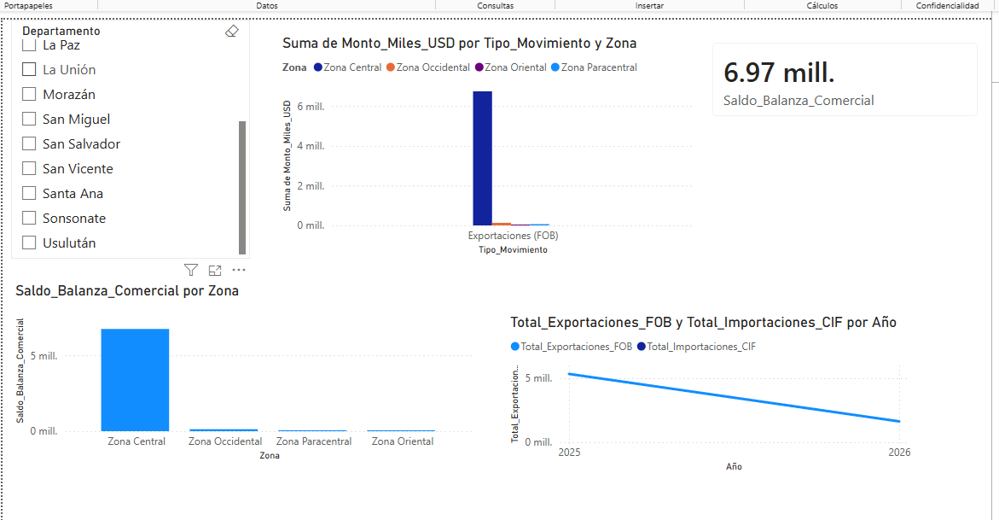 Portapapeles Datos Consultas Insertar Cálculos Confidencialidad
Departamento
La Paz
La Unión
Morazán
San Miguel
San Salvador
San Vicente
Santa Ana
Sonsonate
Usulután
Suma de Monto_Miles_USD por Tipo_Movimiento y Zona
Zona Zona Central Zona Occidental Zona Oriental Zona Paracentral
Suma de Monto_Miles_USD
6 mill.
4 mill.
2 mill.
0 mill.
Exportaciones (FOB)
Tipo_Movimiento
6.97 mill.
Saldo_Balanza_Comercial
Saldo_Balanza_Comercial por Zona
Saldo_Balanza_Comercial
5 mill.
0 mill.
Zona Central Zona Occidental Zona Paracentral Zona Oriental
Zona
Total_Exportaciones_FOB y Total_Importaciones_CIF por Año
Total_Exportaciones_FOB Total_Importaciones_CIF
Total_Exportacion...
5 mill.
0 mill.
2025 2026
Año